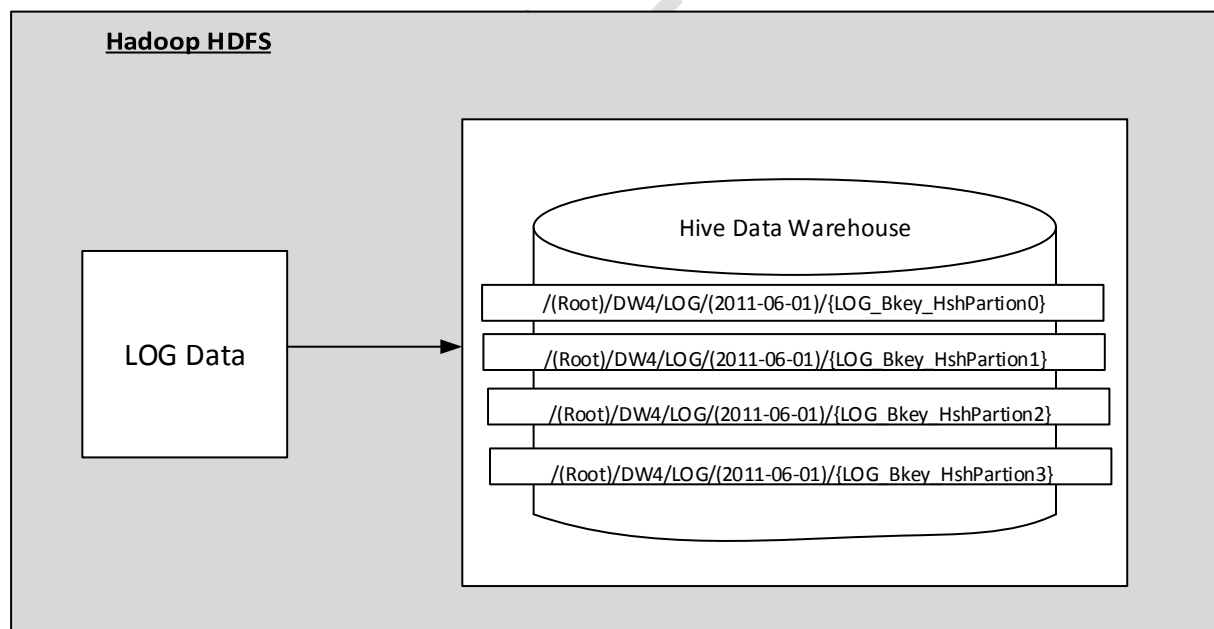 Hadoop HDFS
Hive Data Warehouse
/(Root)/DW4/LOG/(2011-06-01)/{LOG_Bkey_HshPartion0}
/(Root)/DW4/LOG/(2011-06-01)/{LOG_Bkey_HshPartion1}
LOG Data
/(Root)/DW4/LOG/(2011-06-01)/{LOG_Bkey_HshPartion2}
/(Root)/DW4/LOG/(2011-06-01)/{LOG_Bkey_HshPartion3}